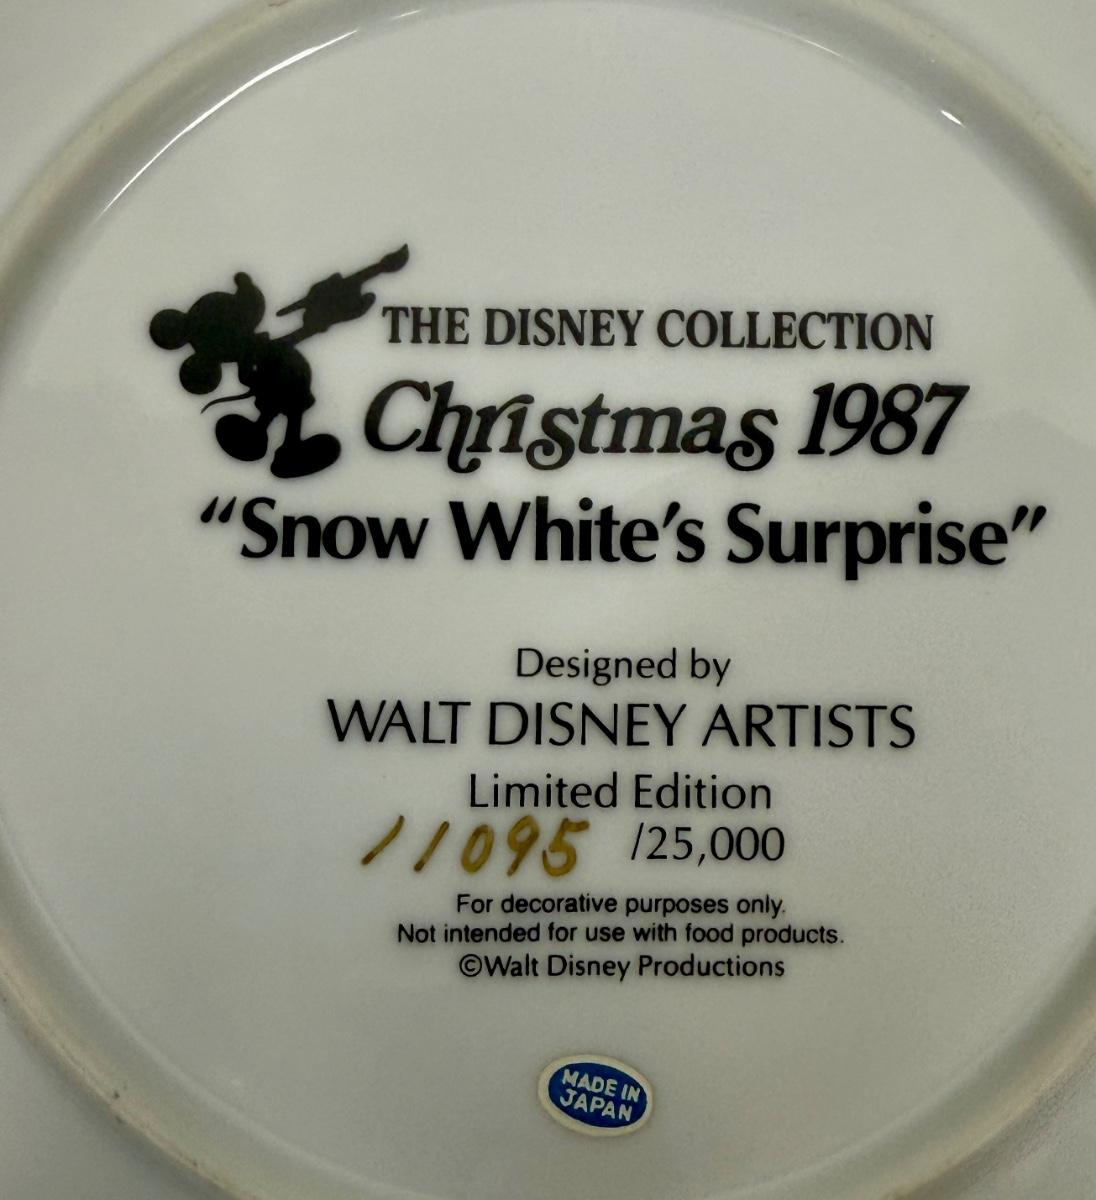 THE DISNEY COLLECTION
Christmas 1987
“Snow White’s Surprise”
Designed by
WALT DISNEY ARTISTS
Limited Edition
11095 /25,000
For decorative purposes only.
Not intended for use with food products.
©Walt Disney Productions
MADE IN
JAPAN